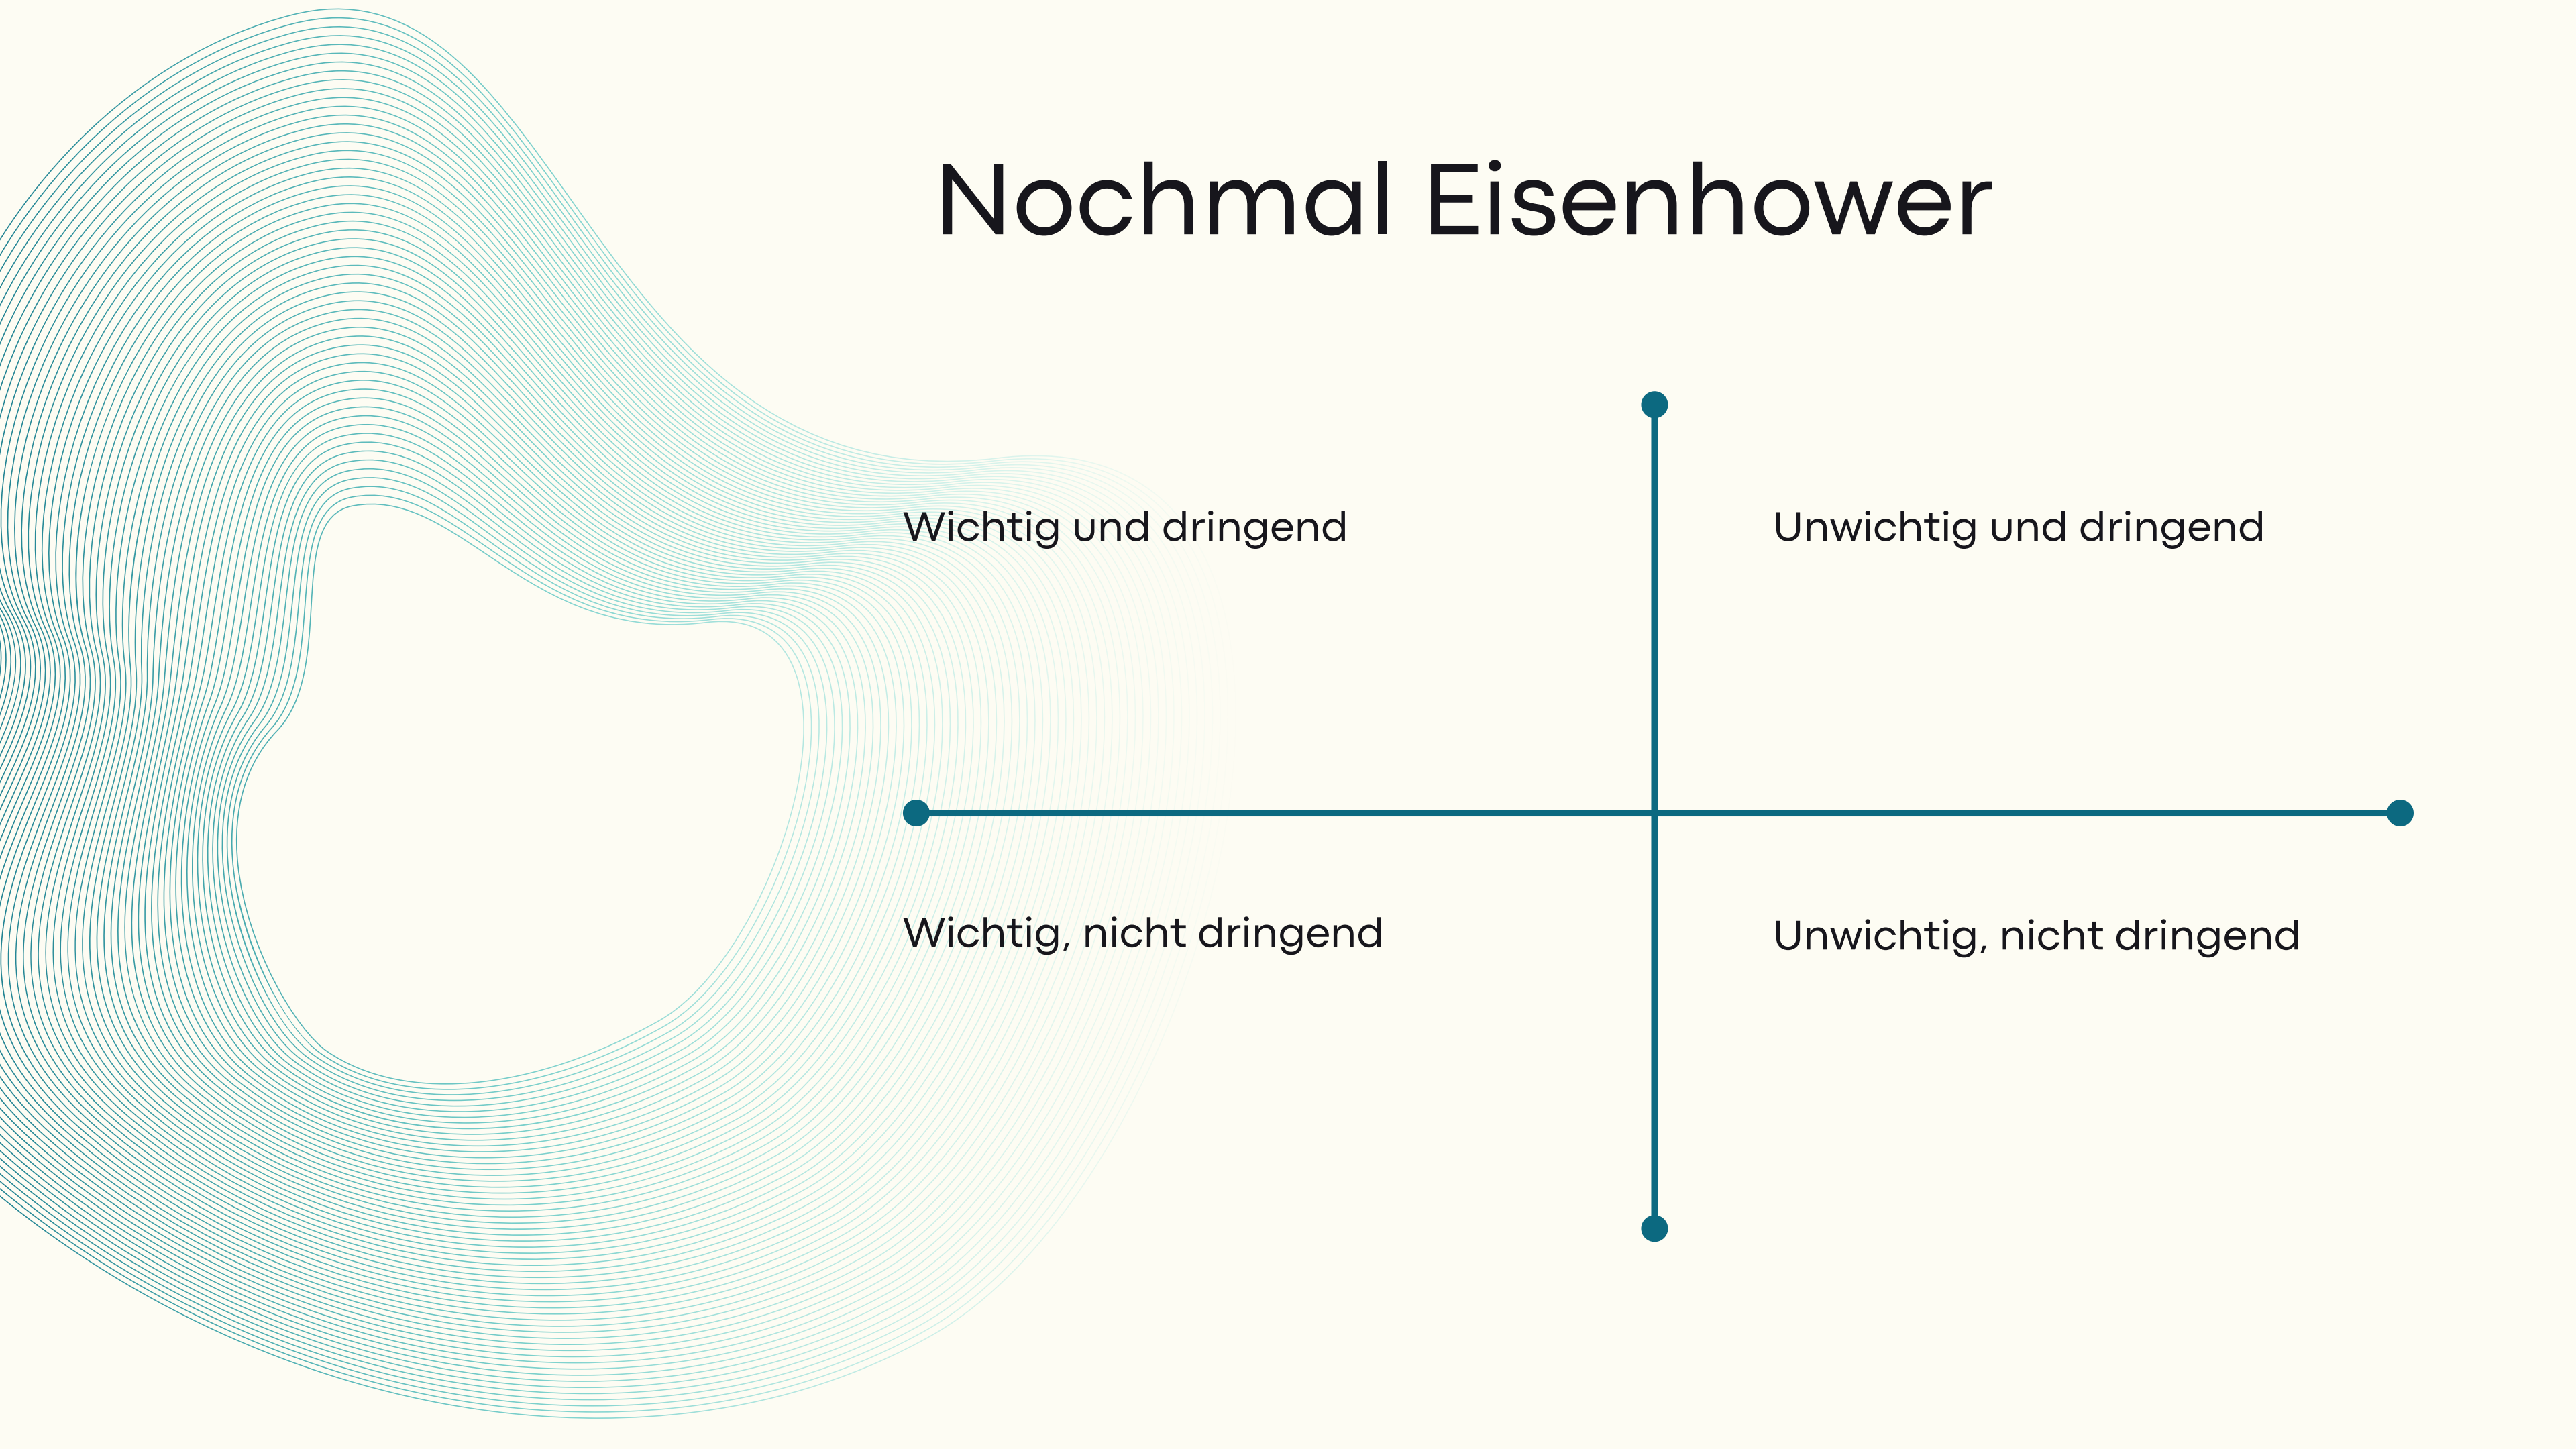 Nochmal Eisenhower
Wichtig und dringend
Unwichtig und dringend
Wichtig, nicht dringend
Unwichtig, nicht dringend